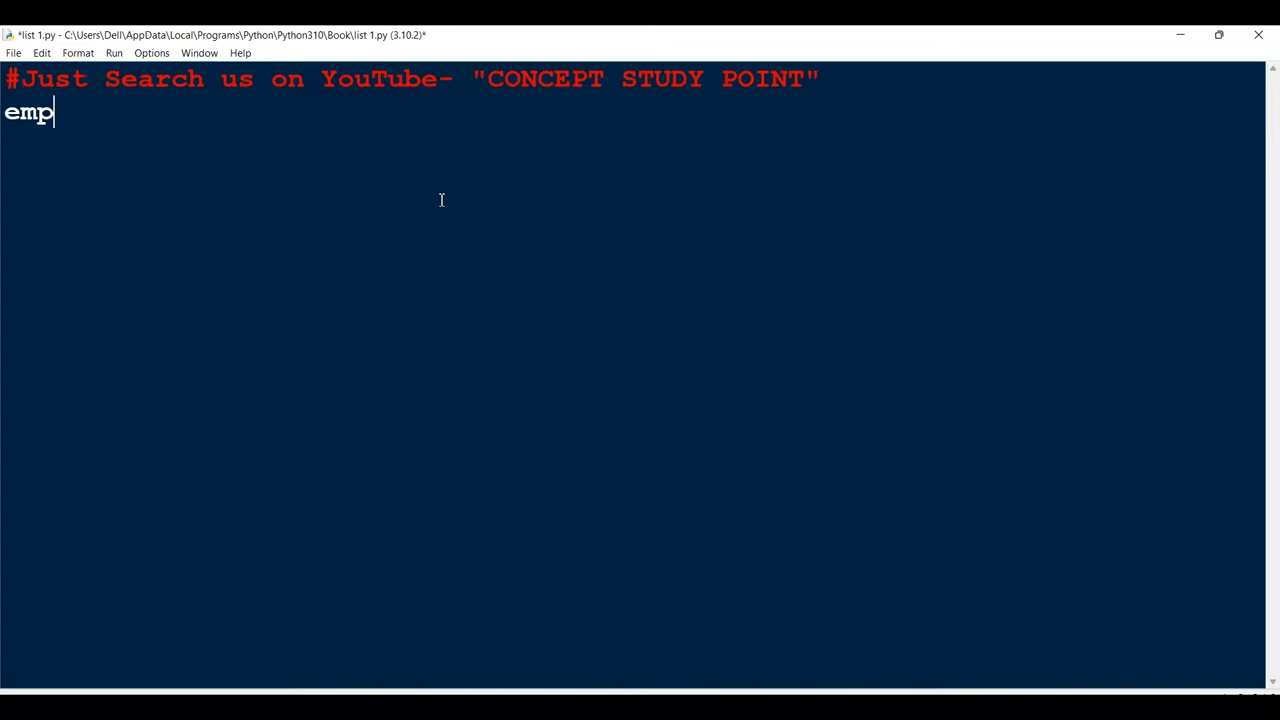 *list 1.py - C:\Users\Dell\AppData\Local\Programs\Python\Python310\Book\list 1.py (3.10.2)*
File Edit Format Run Options Window Help
#Just Search us on YouTube- "CONCEPT STUDY POINT"
emp